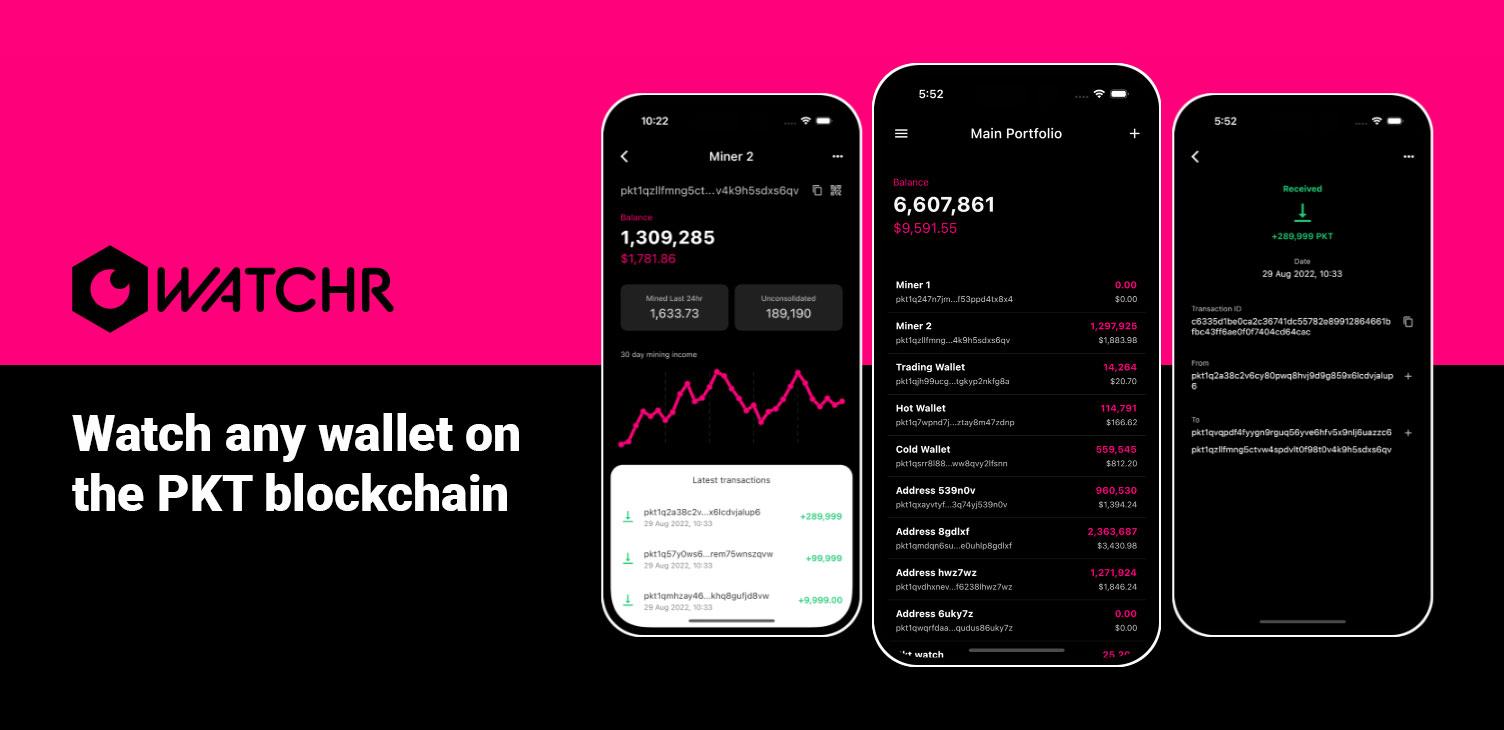 WATCHR
Watch any wallet on
the PKT blockchain
10:22
Miner 2
pkt1qzllfmng5ct...v4k9h5sdxs6qv
Balance
1,309,285
$1,781.86
Mined Last 24hr
1,633.73
Unconsolidated
189,190
30 day mining income
Latest transactions
pkt1q2a38c2v...x6lcdvjalup6
+289,999
29 Aug 2022, 10:33
pkt1q57y0ws6...rem75wnszqvw
+99,999
29 Aug 2022, 10:33
pkt1qmhzay46...khq8gufjd8vw
+9,999.00
29 Aug 2022, 10:33
5:52
Main Portfolio
Balance
6,607,861
$9,591.55
Miner 1
0.00
pkt1q247n7jm...f53ppd4tx8x4
$0.00
Miner 2
1,297,925
pkt1qzllfmng...4k9h5sdxs6qv
$1,883.98
Trading Wallet
14,264
pkt1qjh99ucg...tgkyp2nkfg8a
$20.70
Hot Wallet
114,791
pkt1q7wpnd7j...ztay8m47zdnp
$166.62
Cold Wallet
559,545
pkt1qsrr8l88...ww8qvy2lfsnn
$812.20
Address 539n0v
960,530
pkt1qxayvtyf...3q74yj539n0v
$1,394.24
Address 8gdlxf
2,363,687
pkt1qmdqn6su...e0uhlp8gdlxf
$3,430.98
Address hwz7wz
1,271,924
pkt1qvdhxnev...f6238lhwz7wz
$1,846.24
Address 6uky7z
0.00
pkt1qwqrfdaa...qudus86uky7z
$0.00
watch
5:52
Received
+289,999 PKT
Date
29 Aug 2022, 10:33
Transaction ID
c6335d1be0ca2c36741dc55782e89912864661b
fbc43ff6ae0f0f7404cd64cac
From
pkt1q2a38c2v6cy80pwq8hvj9d9g859x6lcdvjalup
6
To
pkt1qvqpdf4fyygn9rguq56yve6hfv5x9nlj6uazzc6
pkt1qzllfmng5ctvw4spdvlt0f98t0v4k9h5sdxs6qv